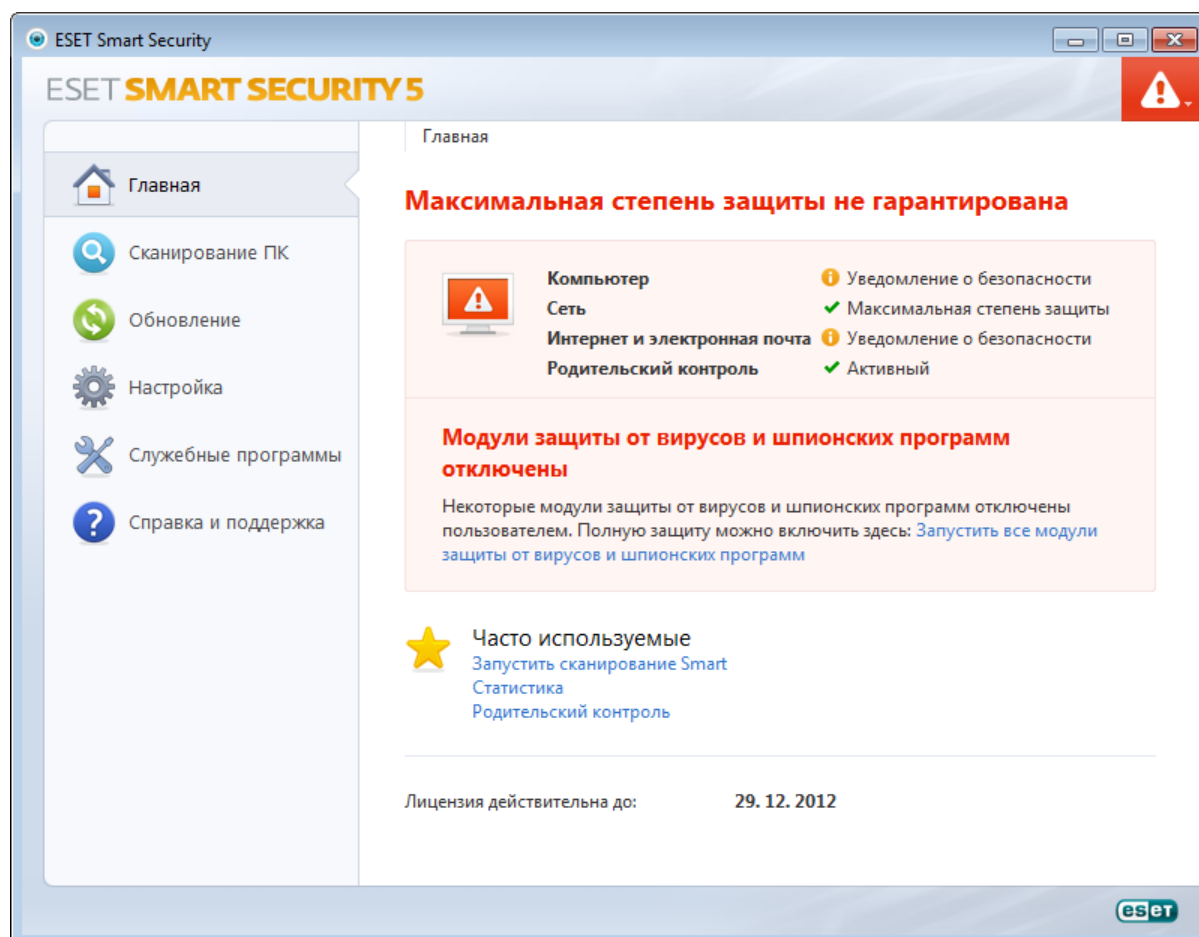 ESET Smart Security
ESET SMART SECURITY 5
Главная
Сканирование ПК
Обновление
Настройка
Служебные программы
Справка и поддержка
Главная
Максимальная степень защиты не гарантирована
Компьютер Уведомление о безопасности
Сеть Максимальная степень защиты
Интернет и электронная почта Уведомление о безопасности
Родительский контроль Активный
Модули защиты от вирусов и шпионских программ
отключены
Некоторые модули защиты от вирусов и шпионских программ отключены
пользователем. Полную защиту можно включить здесь: Запустить все модули
защиты от вирусов и шпионских программ
Часто используемые
Запустить сканирование Smart
Статистика
Родительский контроль
Лицензия действительна до: 29. 12. 2012
eset